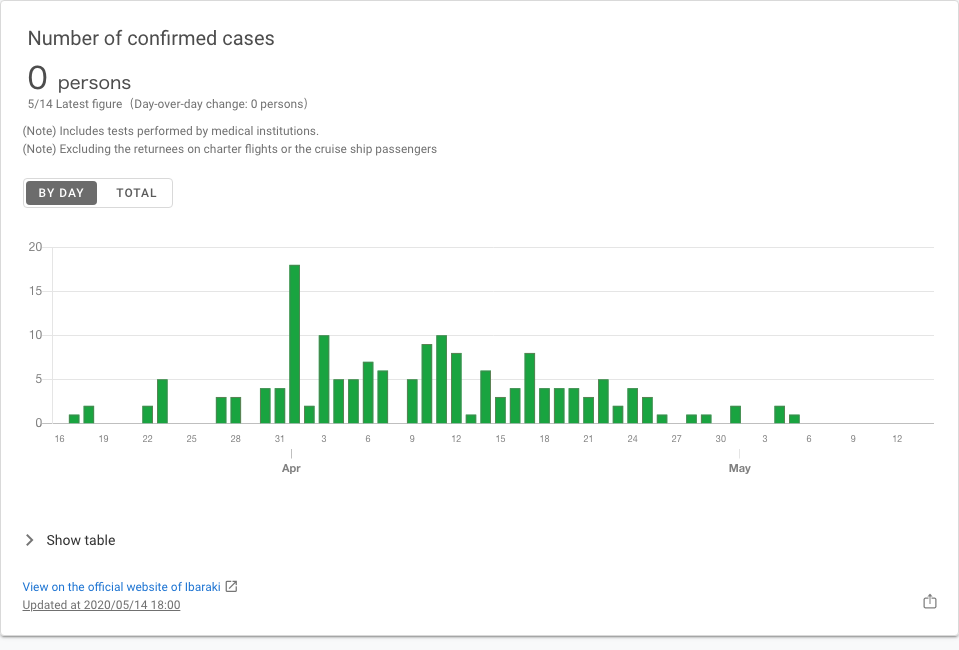 Number of confirmed cases
0 persons
5/14 Latest figure（Day-over-day change: 0 persons）
(Note) Includes tests performed by medical institutions.
(Note) Excluding the returnees on charter flights or the cruise ship passengers
BY DAY TOTAL
20
15
10
5
0
16 19 22 25 28 31 3 6 9 12 15 18 21 24 27 30 3 6 9 12
Apr May
Show table
View on the official website of Ibaraki
Updated at 2020/05/14 18:00